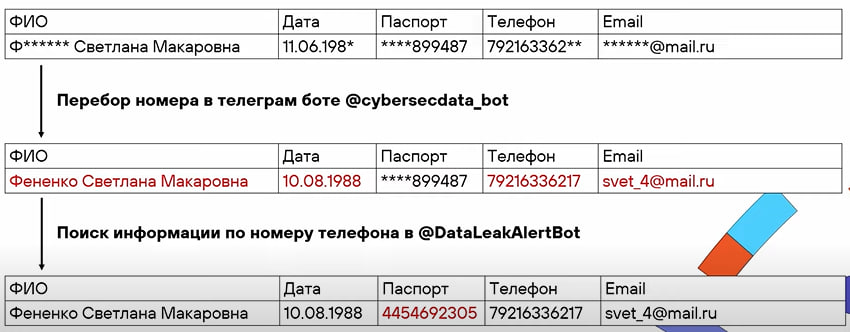 ФИО Дата Паспорт Телефон Email
Ф****** Светлана Макаровна 11.06.198* ****899487 792163362** ******@mail.ru
Перебор номера в телеграм боте @cybersecdata_bot
ФИО Дата Паспорт Телефон Email
Фененко Светлана Макаровна 10.08.1988 ****899487 79216336217 svet_4@mail.ru
Поиск информации по номеру телефона в @DataLeakAlertBot
ФИО Дата Паспорт Телефон Email
Фененко Светлана Макаровна 10.08.1988 4454692305 79216336217 svet_4@mail.ru